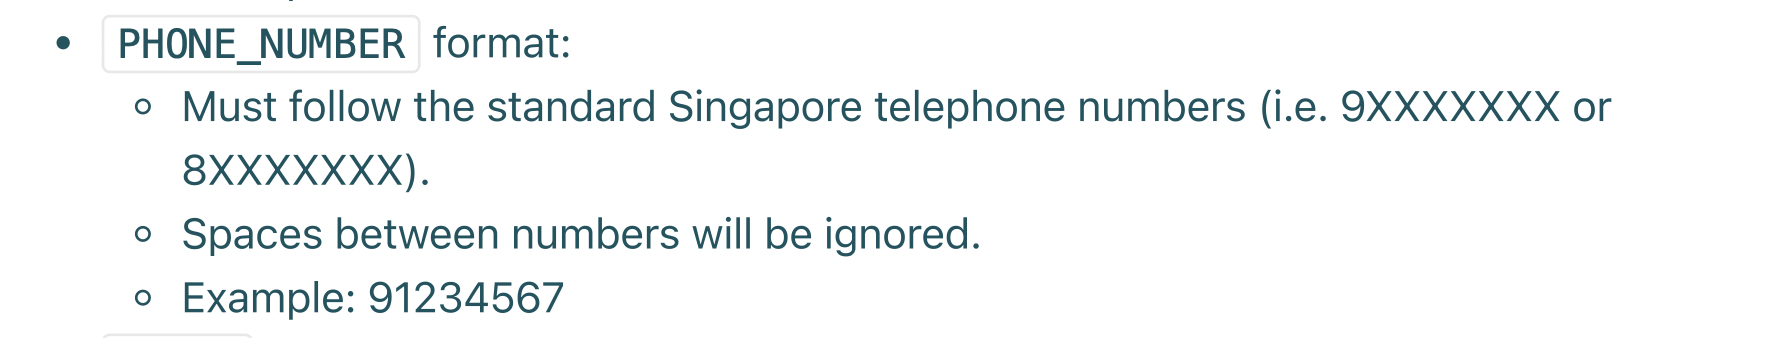 • PHONE_NUMBER format:
◦ Must follow the standard Singapore telephone numbers (i.e. 9XXXXXXX or
8XXXXXXX).
◦ Spaces between numbers will be ignored.
◦ Example: 91234567